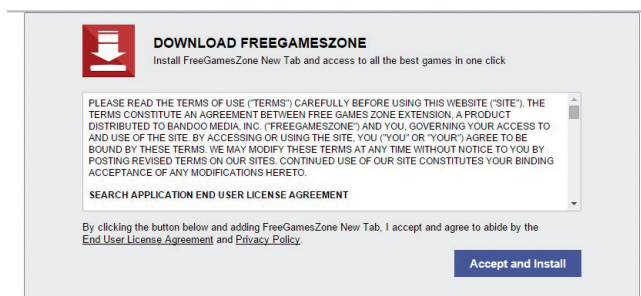 DOWNLOAD FREEGAMESZONE
Install FreeGamesZone New Tab and access to all the best games in one click
PLEASE READ THE TERMS OF USE ("TERMS") CAREFULLY BEFORE USING THIS WEBSITE ("SITE"). THE
TERMS CONSTITUTE AN AGREEMENT BETWEEN FREE GAMES ZONE EXTENSION, A PRODUCT
DISTRIBUTED TO BANDOO MEDIA, INC. ("FREEGAMESZONE") AND YOU, GOVERNING YOUR ACCESS TO
AND USE OF THE SITE. BY ACCESSING OR USING THE SITE, YOU ("YOU" OR "YOUR") AGREE TO BE
BOUND BY THESE TERMS. WE MAY MODIFY THESE TERMS AT ANY TIME WITHOUT NOTICE TO YOU BY
POSTING REVISED TERMS ON OUR SITES. CONTINUED USE OF OUR SITE CONSTITUTES YOUR BINDING
ACCEPTANCE OF ANY MODIFICATIONS HERETO.
SEARCH APPLICATION END USER LICENSE AGREEMENT
By clicking the button below and adding FreeGamesZone New Tab, I accept and agree to abide by the
End User License Agreement and Privacy Policy.
Accept and Install